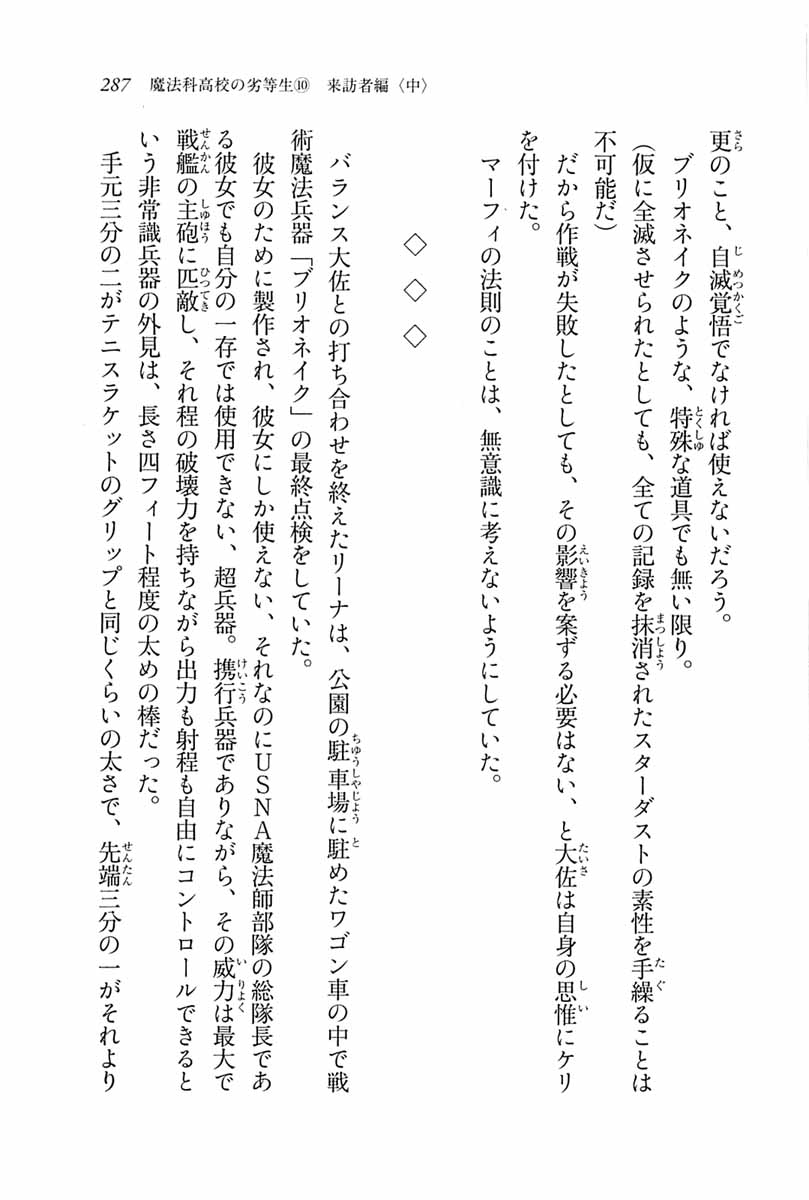 287　魔法科高校の劣等生⑩　来訪者編〈中〉
更のこと、自滅覚悟でなければ使えないだろう。
　ブリオネイクのような、特殊な道具でも無い限り。
（仮に全滅させられたとしても、全ての記録を抹消されたスターダストの素性を手繰ることは
不可能だ）
　だから作戦が失敗したとしても、その影響を案ずる必要はない、と大佐は自身の思惟にケリ
を付けた。
　マーフィの法則のことは、無意識に考えないようにしていた。
◇　◇　◇
　バランス大佐との打ち合わせを終えたリーナは、公園の駐車場に駐めたワゴン車の中で戦
術魔法兵器「ブリオネイク」の最終点検をしていた。
　彼女のために製作され、彼女にしか使えない、それなのにＵＳＮＡ魔法師部隊の総隊長であ
る彼女でも自分の一存では使用できない、超兵器。携行兵器でありながら、その威力は最大で
戦艦の主砲に匹敵し、それ程の破壊力を持ちながら出力も射程も自由にコントロールできると
いう非常識兵器の外見は、長さ四フィート程度の太めの棒だった。
　手元三分の二がテニスラケットのグリップと同じくらいの太さで、先端三分の一がそれより